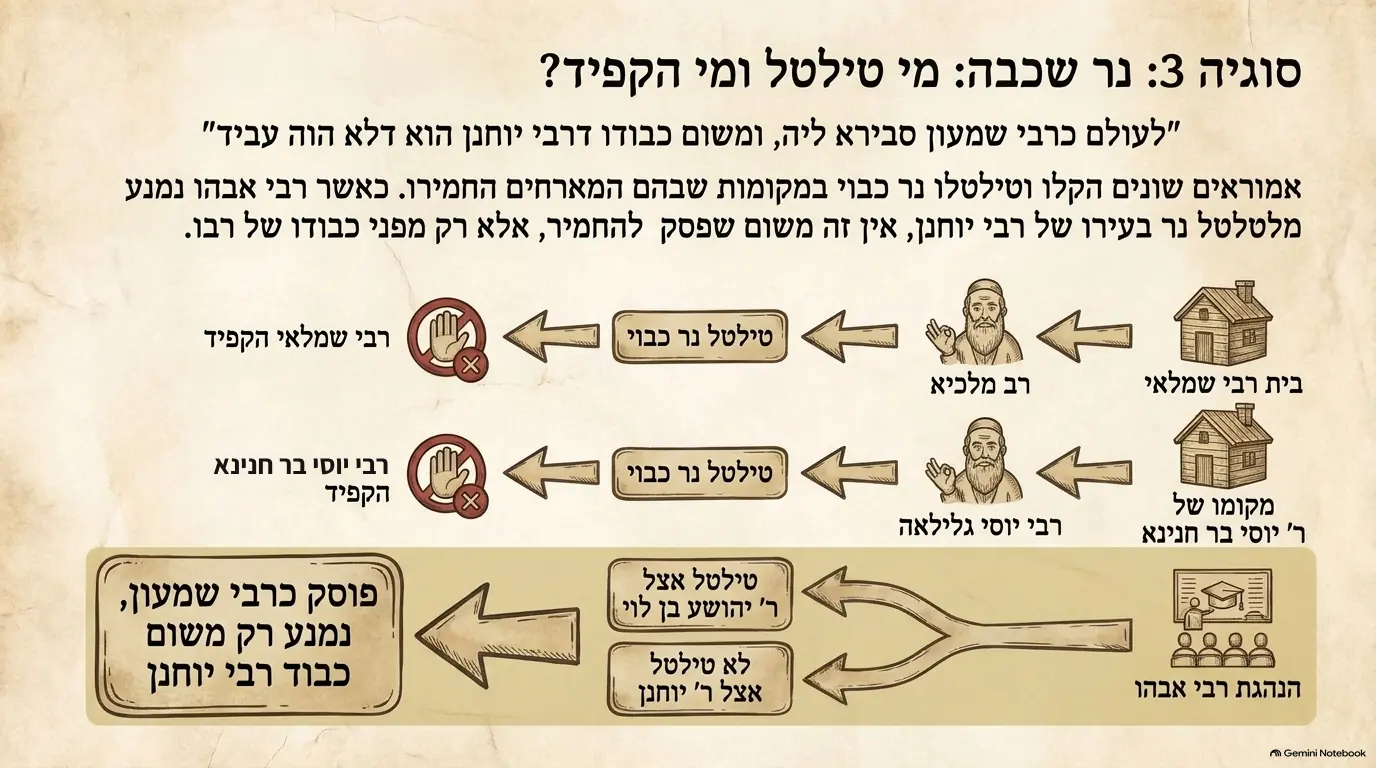 סוגיה 3: נר שכבה: מי טילטל ומי הקפיד?
"לעולם כרבי שמעון סבירא ליה, ומשום כבודו דרבי יוחנן הוא דלא הוה עביד"
אמוראים שונים הקלו וטילטלו נר כבוי במקומות שבהם המארחים החמירו. כאשר רבי אבהו נמנע
מלטלטל נר בעירו של רבי יוחנן, אין זה משום שפסק להחמיר, אלא רק מפני כבודו של רבו.
בית רבי שמלאי
רב מלכיא
טילטל נר כבוי
רבי שמלאי הקפיד
מקומו של
ר' יוסי בר חנינא
רבי יוסי גלילאה
טילטל נר כבוי
רבי יוסי בר חנינא
הקפיד
הנהגת רבי אבהו
טילטל אצל
ר' יהושע בן לוי
לא טילטל
אצל ר' יוחנן
פוסק כרבי שמעון,
נמנע רק משום
כבוד רבי יוחנן
Gemini Notebook